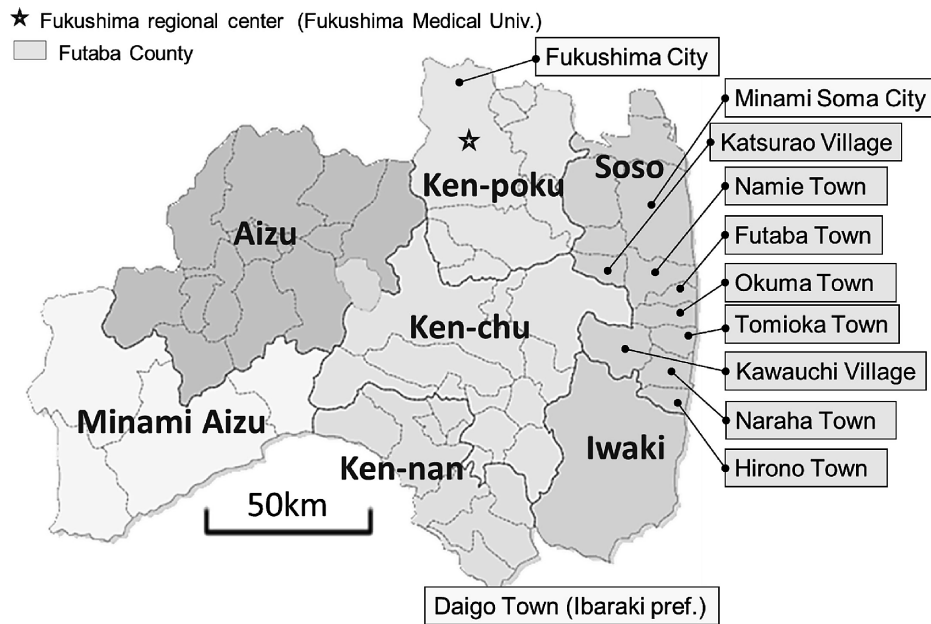 ☆ Fukushima regional center (Fukushima Medical Univ.)
Futaba County
Fukushima City
Minami Soma City
Katsurao Village
Soso
Ken-poku
Namie Town
Aizu
Futaba Town
Okuma Town
Ken-chu
Tomioka Town
Kawauchi Village
Minami Aizu
Naraha Town
Iwaki
Ken-nan
Hirono Town
50km
Daigo Town (Ibaraki pref.)